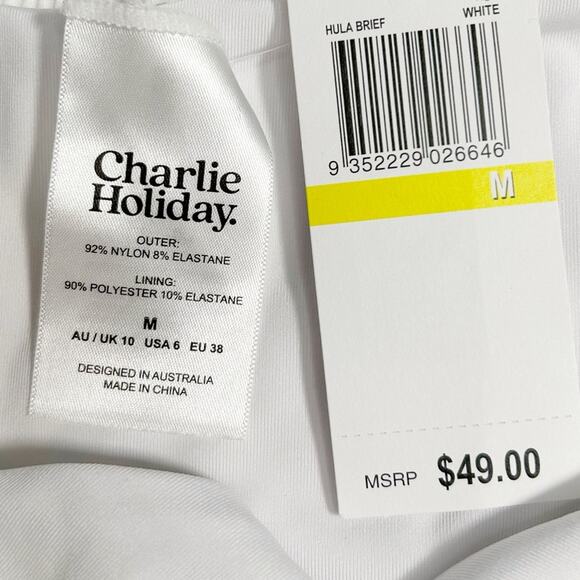 Charlie
Holiday.
OUTER:
92% NYLON 8% ELASTANE
LINING:
90% POLYESTER 10% ELASTANE
M
AU / UK 10 USA 6 EU 38
DESIGNED IN AUSTRALIA
MADE IN CHINA
HULA BRIEF WHITE
9 352229 026646
M
MSRP $49.00